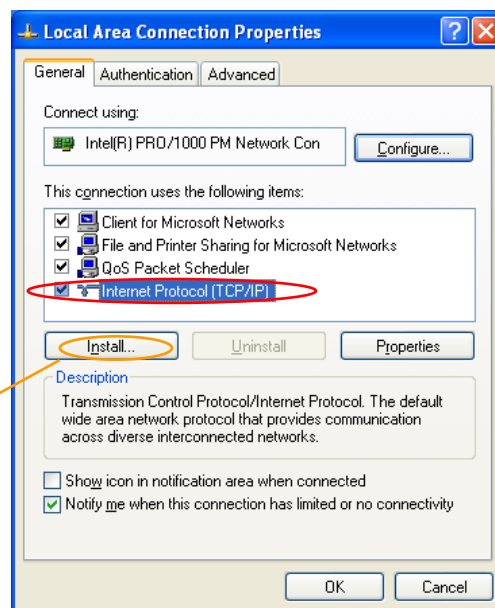 Local Area Connection Properties
General Authentication Advanced
Connect using:
Intel(R) PRO/1000 PM Network Con
Configure...
This connection uses the following items:
Client for Microsoft Networks
File and Printer Sharing for Microsoft Networks
QoS Packet Scheduler
Internet Protocol (TCP/IP)
Install... Uninstall Properties
Description
Transmission Control Protocol/Internet Protocol. The default
wide area network protocol that provides communication
across diverse interconnected networks.
Show icon in notification area when connected
Notify me when this connection has limited or no connectivity
OK Cancel